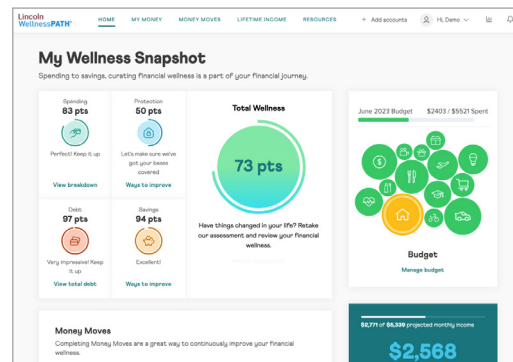 Lincoln
WellnessPATH®
HOME
MY MONEY
MONEY MOVES
LIFETIME INCOME
RESOURCES
+ Add accounts
Hi, Demo
My Wellness Snapshot
Spending to savings, curating financial wellness is a part of your financial journey.
Spending
83 pts
Perfect! Keep it up
View breakdown
Protection
50 pts
Let's make sure we've
got your bases
covered
Ways to improve
Debt
97 pts
Very impressive! Keep
it up
View total debt
Savings
94 pts
Excellent!
Ways to improve
Total Wellness
73 pts
Have things changed in your life? Retake
our assessment and review your financial
wellness.
June 2023 Budget
$2403 / $5521 Spent
Budget
Manage budget
Money Moves
Completing Money Moves are a great way to continuously improve your financial
wellness.
$2,771 of $5,339 projected monthly income
$2,568